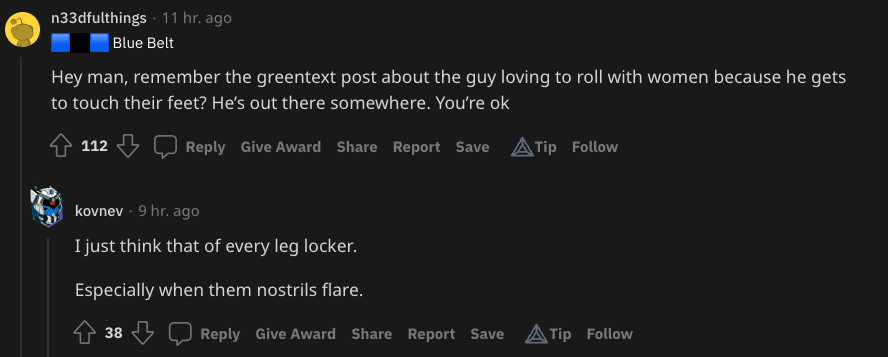 n33dfulthings · 11 hr. ago
Blue Belt
Hey man, remember the greentext post about the guy loving to roll with women because he gets
to touch their feet? He’s out there somewhere. You’re ok
112 Reply Give Award Share Report Save Tip Follow
kovnev · 9 hr. ago
I just think that of every leg locker.
Especially when them nostrils flare.
38 Reply Give Award Share Report Save Tip Follow